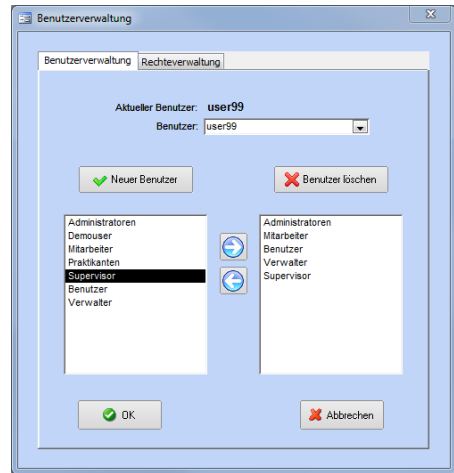 Benutzerverwaltung
Benutzerverwaltung Rechteverwaltung
Aktueller Benutzer: user99
Benutzer: user99
Neuer Benutzer
Benutzer löschen
Administratoren
Demouser
Mitarbeiter
Praktikanten
Supervisor
Benutzer
Verwalter
Administratoren
Mitarbeiter
Benutzer
Verwalter
Supervisor
OK
Abbrechen